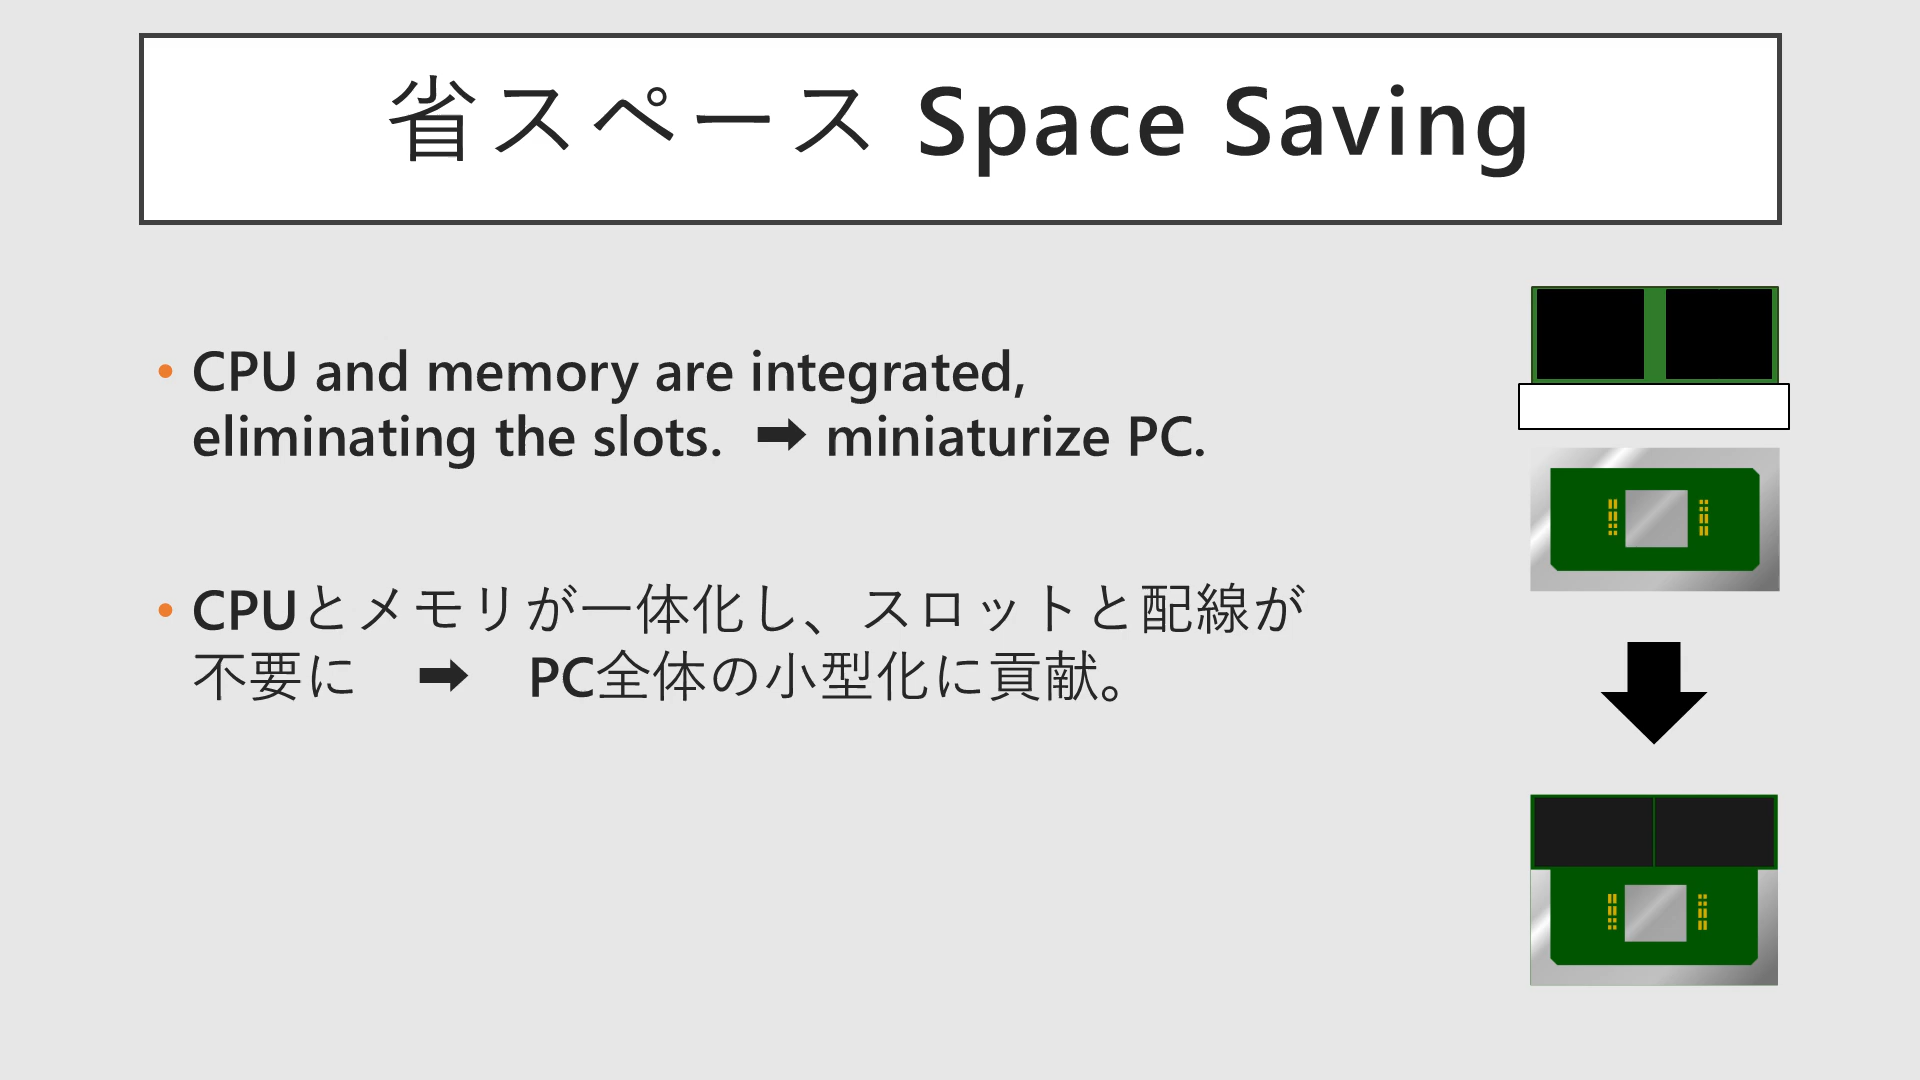 省スペース Space Saving
• CPU and memory are integrated,
eliminating the slots. ➡ miniaturize PC.
• CPUとメモリが一体化し、スロットと配線が
不要に　➡　PC全体の小型化に貢献。